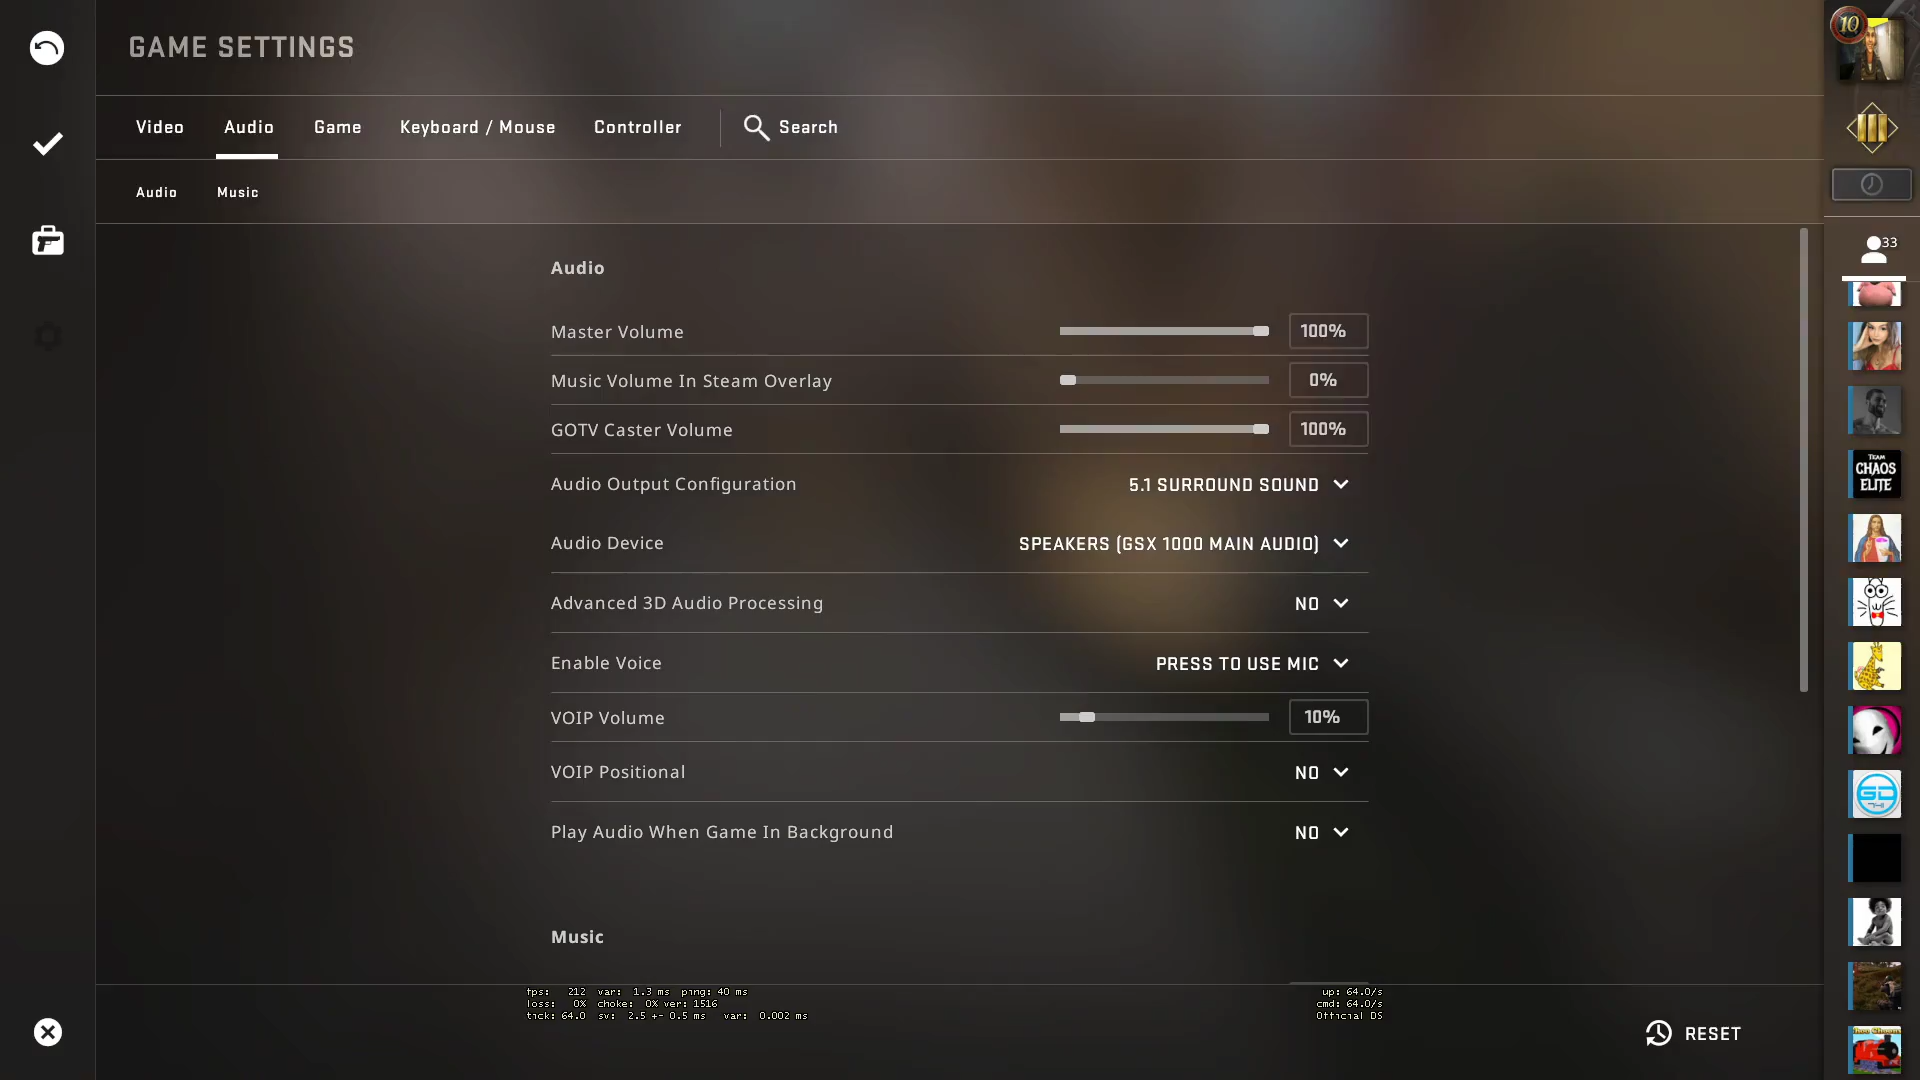 GAME SETTINGS
10
Video Audio Game Keyboard / Mouse Controller Search
Audio Music
33
Audio
Master Volume 100%
Music Volume In Steam Overlay 0%
GOTV Caster Volume 100%
Audio Output Configuration 5.1 SURROUND SOUND
Audio Device SPEAKERS (GSX 1000 MAIN AUDIO)
Advanced 3D Audio Processing NO
Enable Voice PRESS TO USE MIC
VOIP Volume 10%
VOIP Positional NO
Play Audio When Game In Background NO
Music
TEAM
CHAOS
ELITE
GD
fps: 212 var: 1.3 ms ping: 40 ms
loss: 0% choke: 0% ver: 1516
tick: 64.0 sv: 2.5 +- 0.5 ms var: 0.002 ms
up: 64.0/s
cmd: 64.0/s
Official DS
RESET